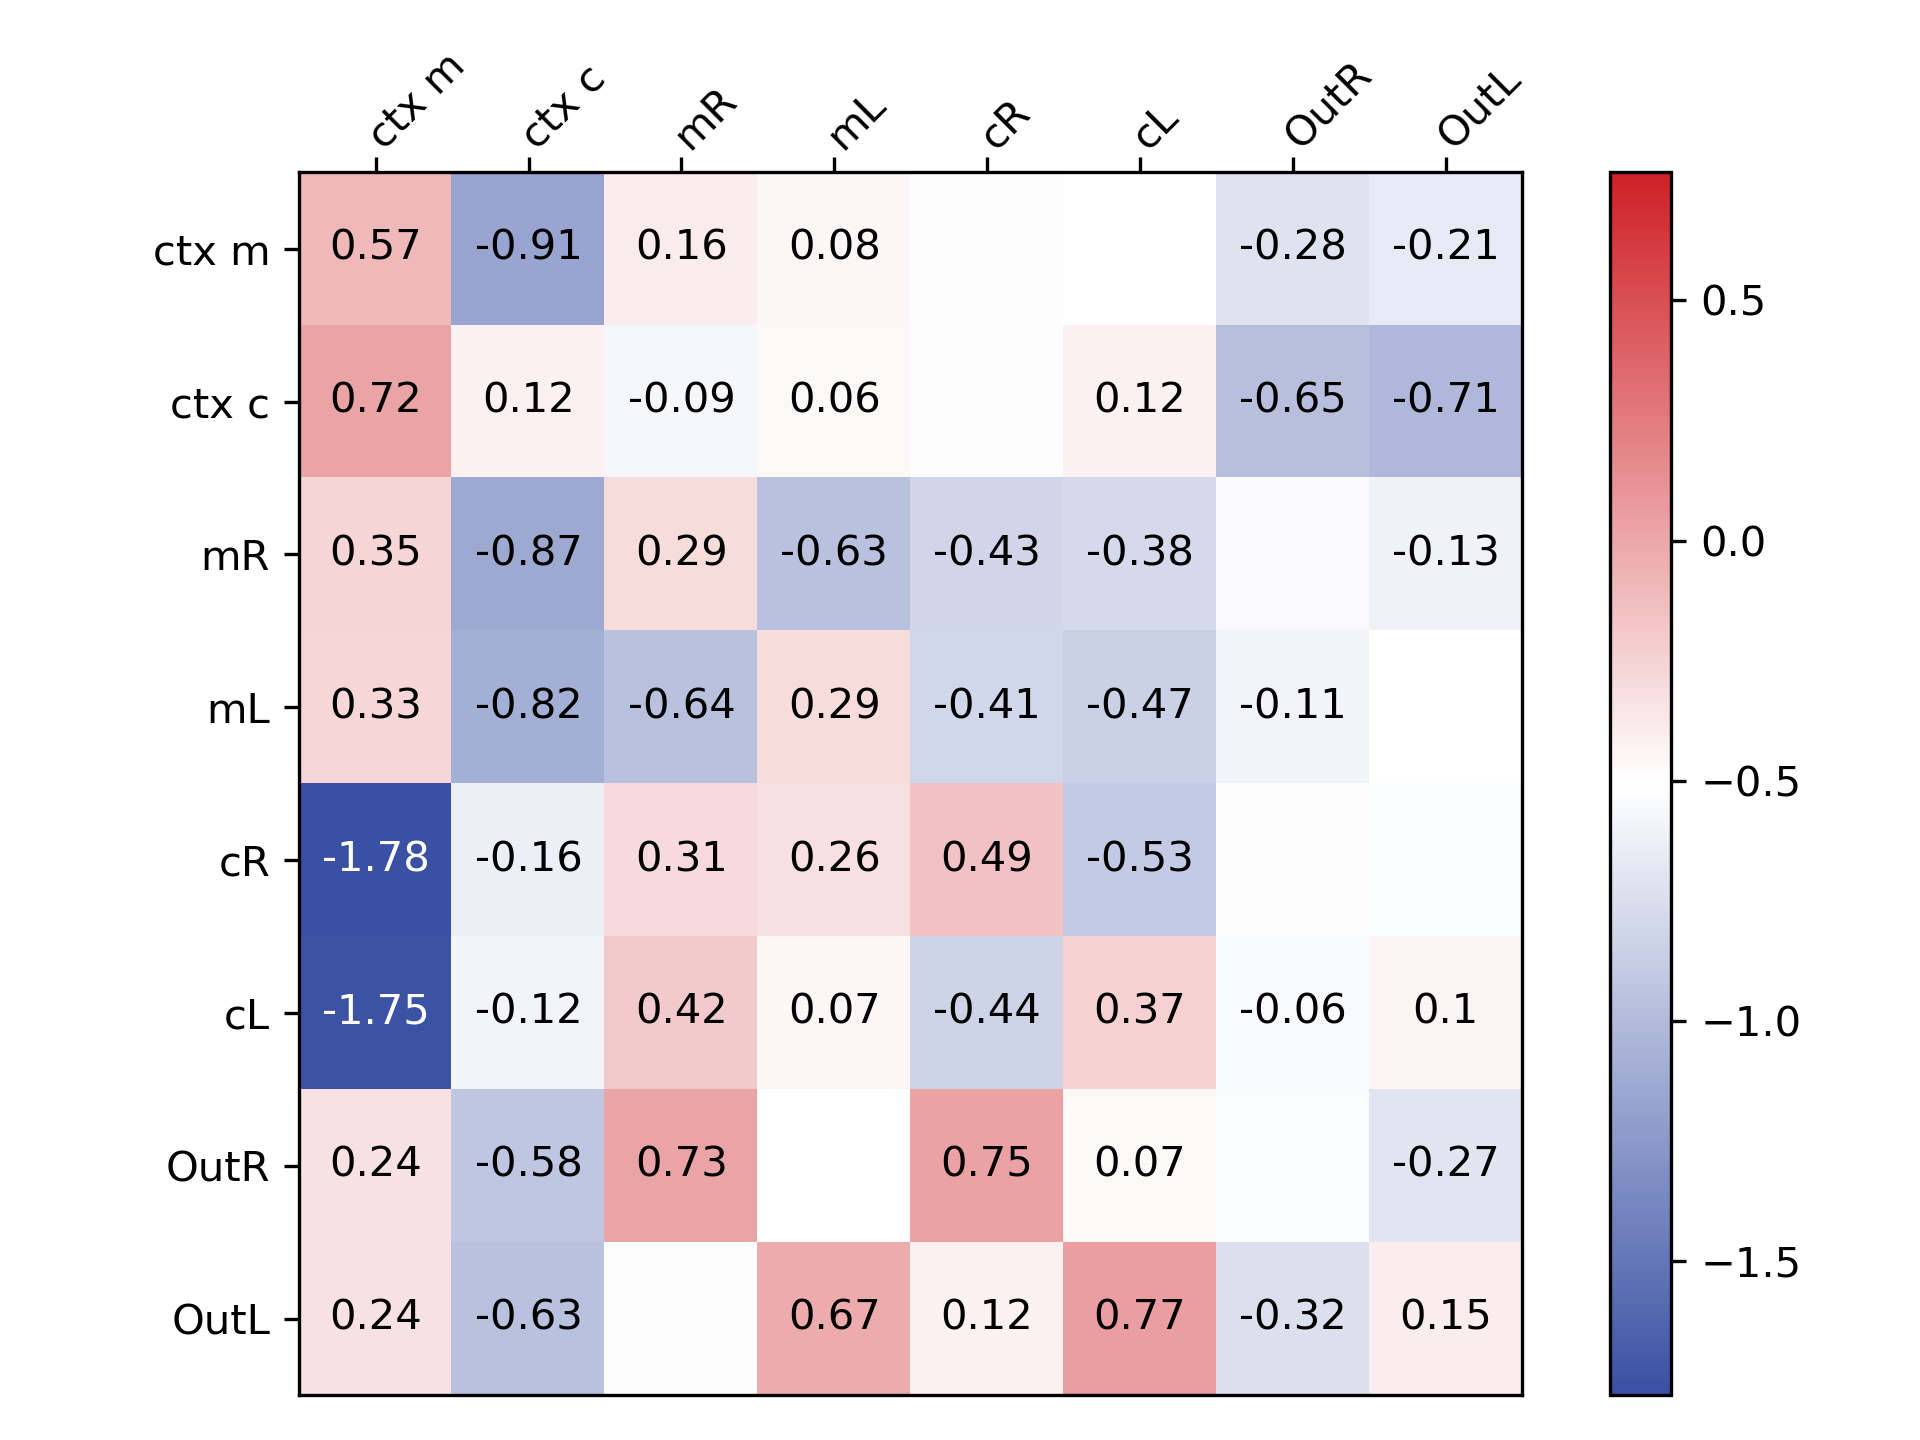 ctx m ctx c mR mL cR cL OutR OutL
ctx m 0.57 -0.91 0.16 0.08 -0.28 -0.21
ctx c 0.72 0.12 -0.09 0.06 0.12 -0.65 -0.71
mR 0.35 -0.87 0.29 -0.63 -0.43 -0.38 -0.13
mL 0.33 -0.82 -0.64 0.29 -0.41 -0.47 -0.11
cR -1.78 -0.16 0.31 0.26 0.49 -0.53
cL -1.75 -0.12 0.42 0.07 -0.44 0.37 -0.06 0.1
OutR 0.24 -0.58 0.73 0.75 0.07 -0.27
OutL 0.24 -0.63 0.67 0.12 0.77 -0.32 0.15
0.5
0.0
−0.5
−1.0
−1.5